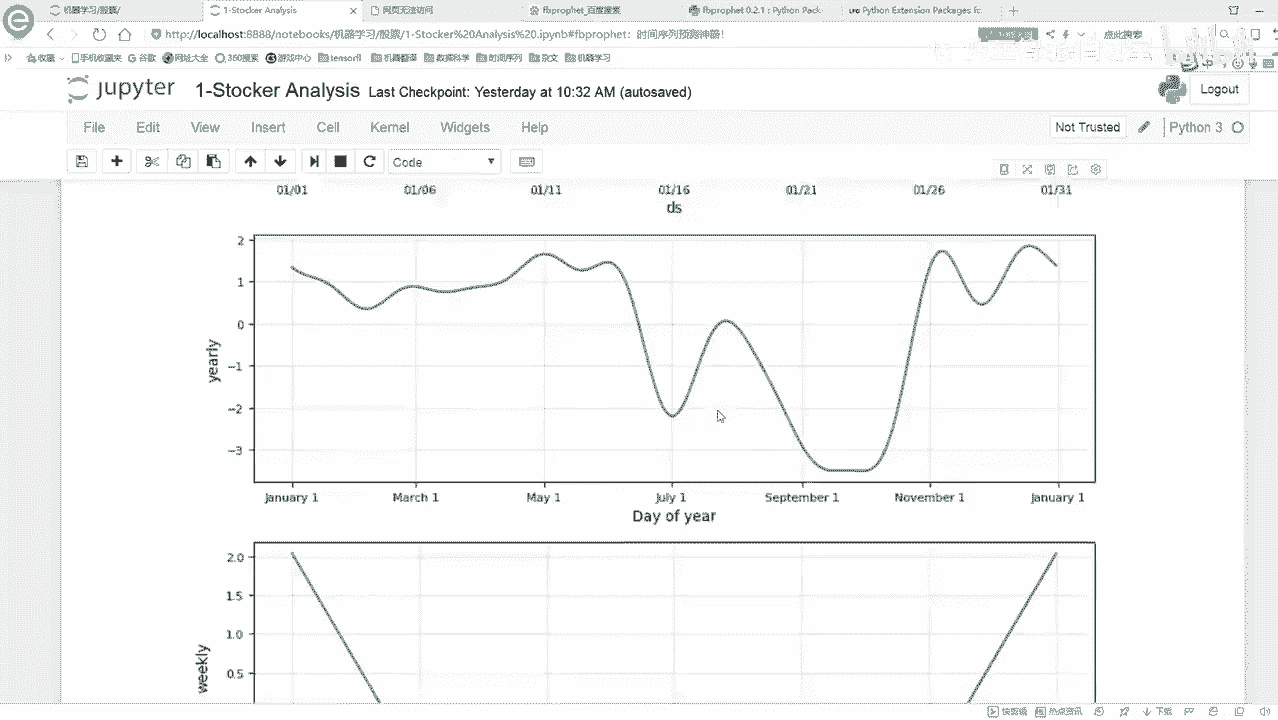 机器学习/股票/
1-Stocker Analysis
网页无法访问
fbprophet_百度搜索
fbprophet 0.2.1 : Python Pack
Python Extension Packages fo
http://localhost:8888/notebooks/机器学习/股票/1-Stocker%20Analysis%20.ipynb#fbprophet：时间序列预测神器！
点此搜索
收藏
手机收藏夹
谷歌
网址大全
360搜索
游戏中心
Tensorfl
机器翻译
数据科学
时间序列
杂文
机器学习
jupyter
1-Stocker Analysis
Last Checkpoint: Yesterday at 10:32 AM (autosaved)
Logout
File
Edit
View
Insert
Cell
Kernel
Widgets
Help
Not Trusted
Python 3
Code
01/01
01/06
01/11
01/16
01/21
01/26
01/31
ds
2
1
0
−1
−2
−3
yearly
January 1
March 1
May 1
July 1
September 1
November 1
January 1
Day of year
2.0
1.5
1.0
0.5
weekly
快剪辑
热点资讯
下载